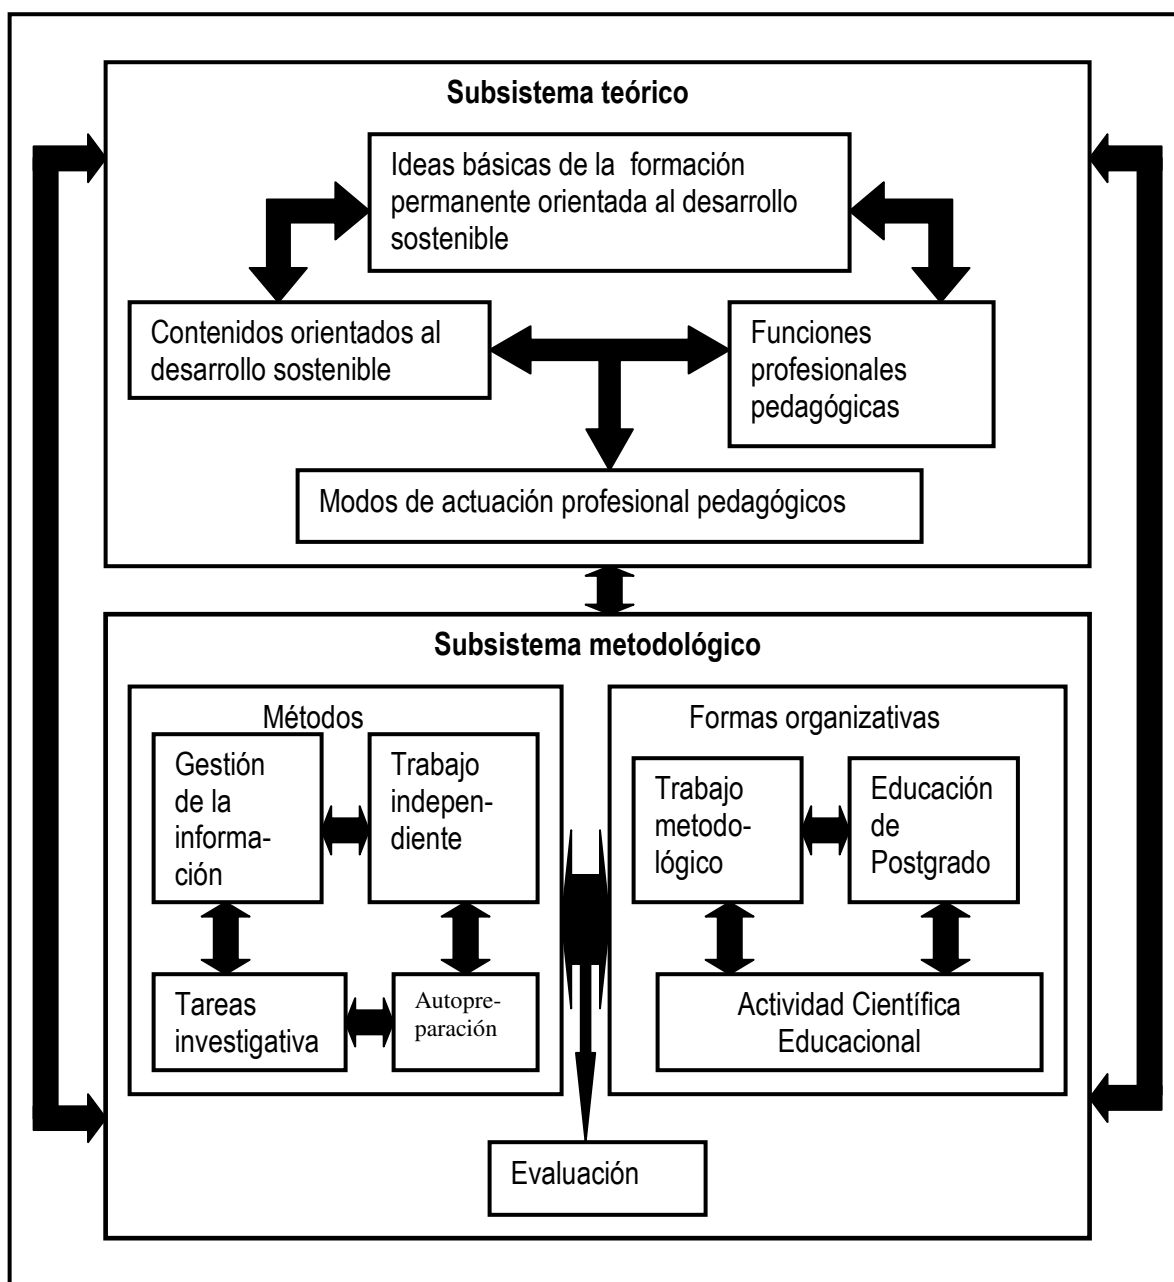 Subsistema teórico
Ideas básicas de la formación
permanente orientada al desarrollo
sostenible
Contenidos orientados al
desarrollo sostenible
Funciones
profesionales
pedagógicas
Modos de actuación profesional pedagógicos
Subsistema metodológico
Métodos
Gestión
de la
informa-
ción
Trabajo
indepen-
diente
Tareas
investigativa
Autopre-
paración
Formas organizativas
Trabajo
metodo-
lógico
Educación
de
Postgrado
Actividad Científica
Educacional
Evaluación